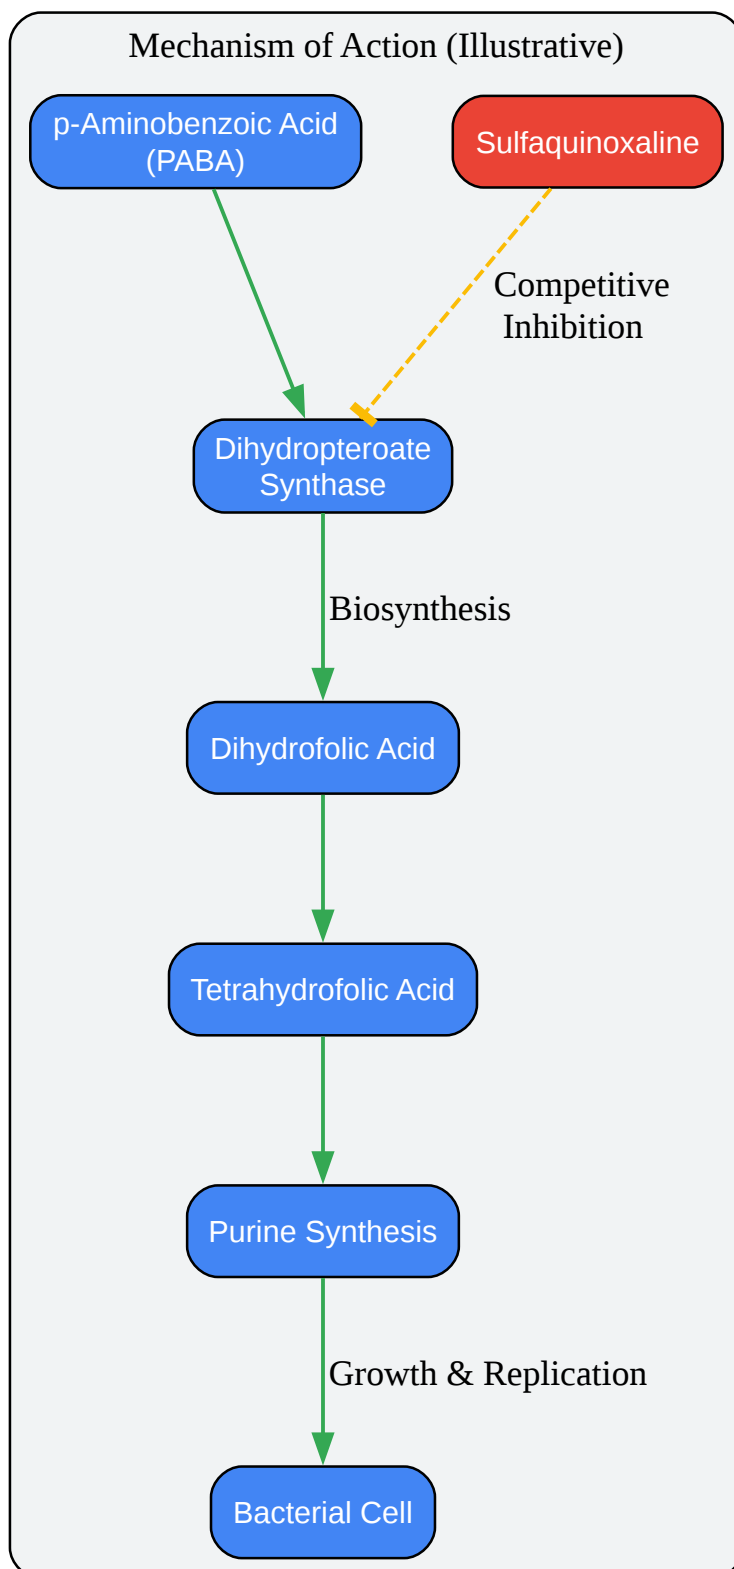 Mechanism of Action (Illustrative)
p-Aminobenzoic Acid
(PABA)
Sulfaquinoxaline
Competitive
Inhibition
Dihydropteroate
Synthase
Biosynthesis
Dihydrofolic Acid
Tetrahydrofolic Acid
Purine Synthesis
Growth & Replication
Bacterial Cell